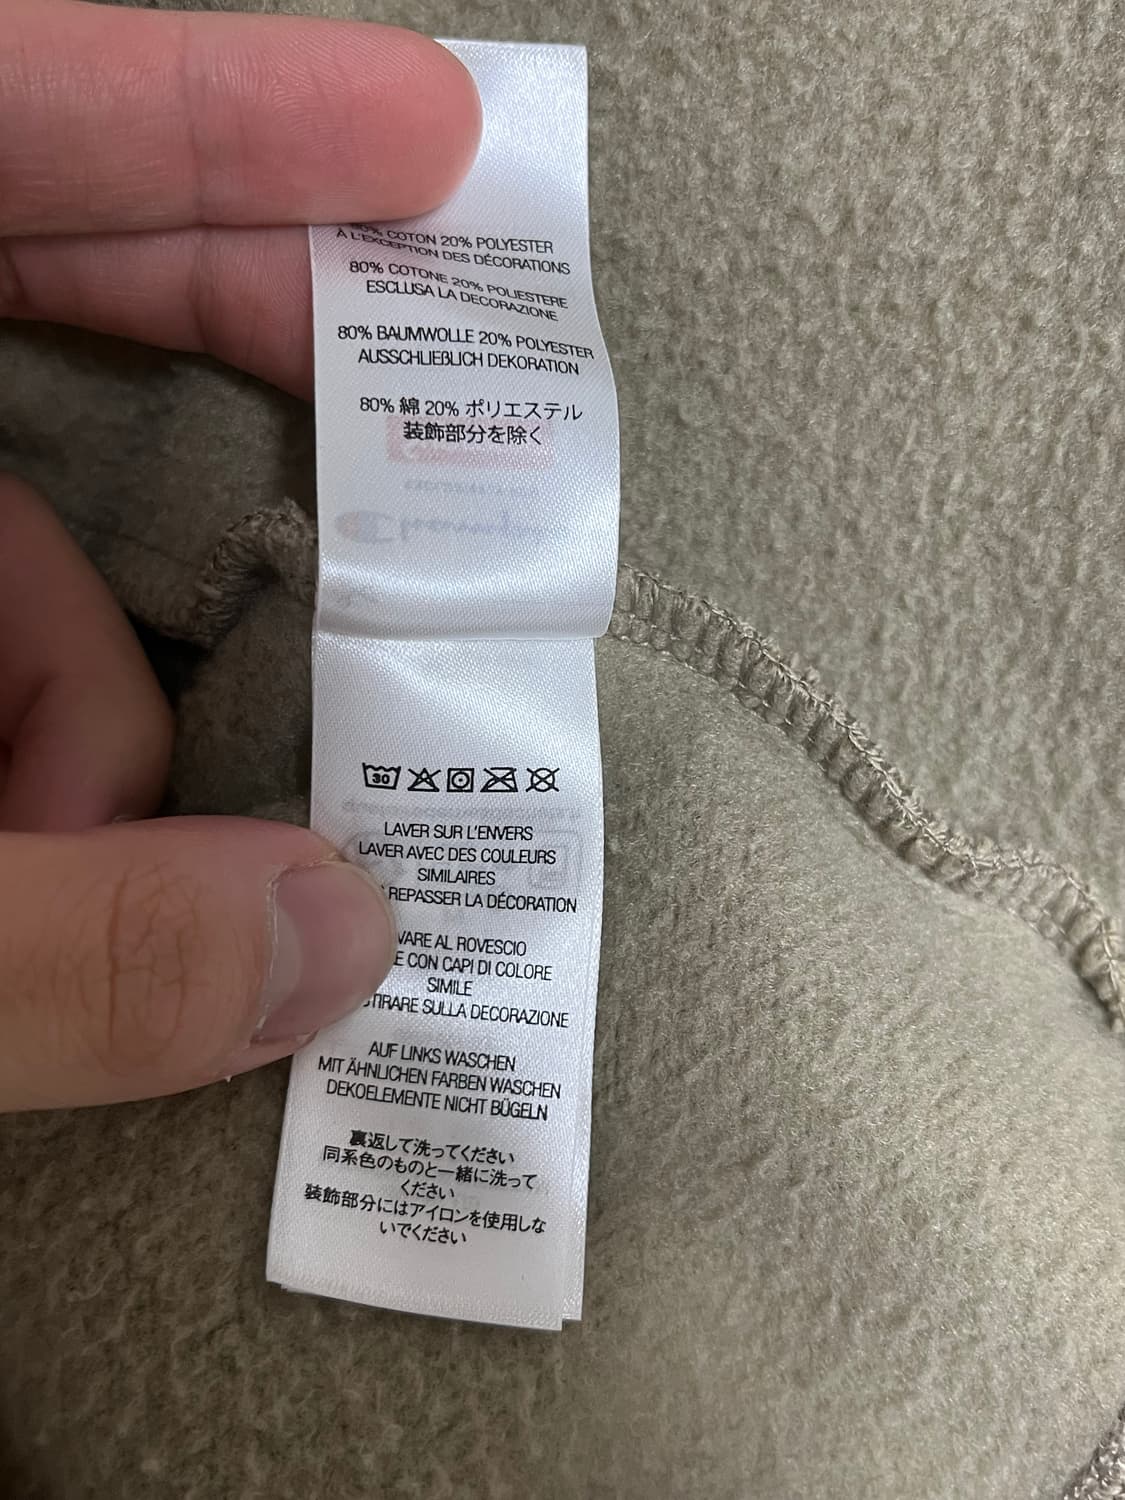 COTON 20% POLYESTER
À L'EXCEPTION DES DÉCORATIONS
80% COTONE 20% POLIESTERE
ESCLUSA LA DECORAZIONE
80% BAUMWOLLE 20% POLYESTER
AUSSCHLIEßLICH DEKORATION
80% 綿 20% ポリエステル
装飾部分を除く
30
LAVER SUR L'ENVERS
LAVER AVEC DES COULEURS
SIMILAIRES
REPASSER LA DÉCORATION
VARE AL ROVESCIO
E CON CAPI DI COLORE
SIMILE
STIRARE SULLA DECORAZIONE
AUF LINKS WASCHEN
MIT ÄHNLICHEN FARBEN WASCHEN
DEKOELEMENTE NICHT BÜGELN
裏返して洗ってください
同系色のものと一緒に洗って
ください
装飾部分にはアイロンを使用しな
いでください